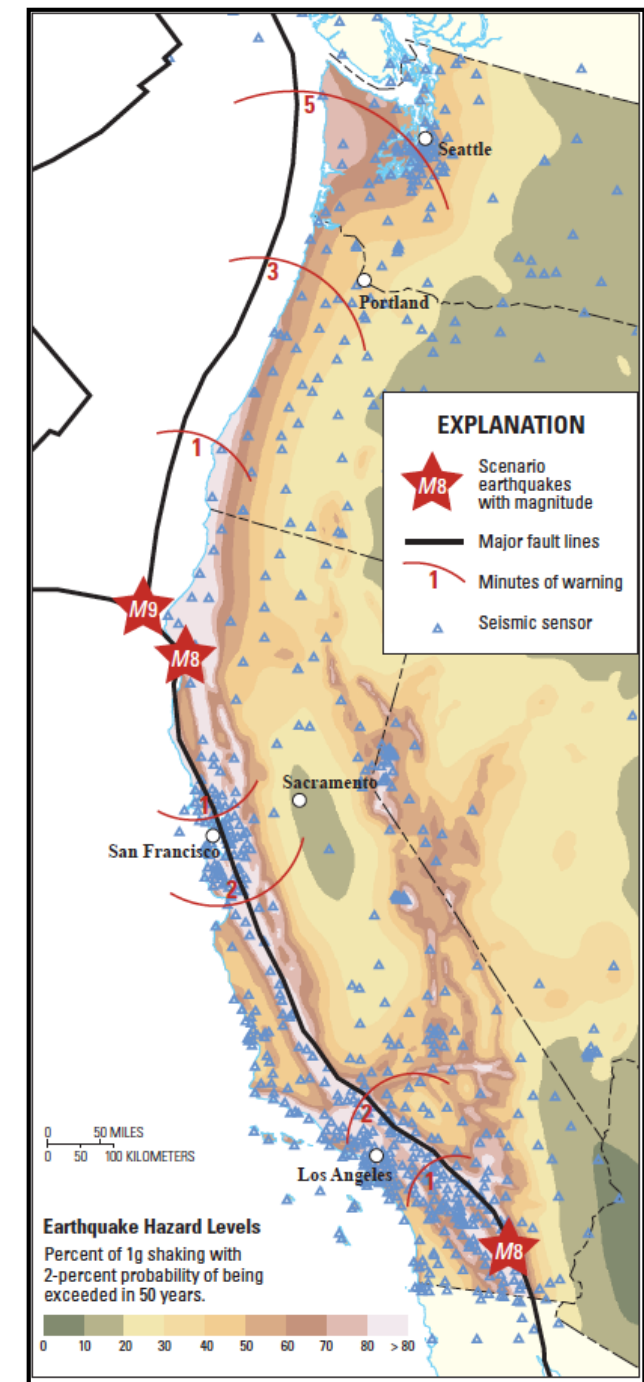 5
Seattle
3
Portland
1
EXPLANATION
M8
Scenario
earthquakes
with magnitude
Major fault lines
1
Minutes of warning
Seismic sensor
M9
M8
Sacramento
1
San Francisco
2
2
Los Angeles
1
M8
0 50 MILES
0 50 100 KILOMETERS
Earthquake Hazard Levels
Percent of 1g shaking with
2-percent probability of being
exceeded in 50 years.
0 10 20 30 40 50 60 70 80 >80